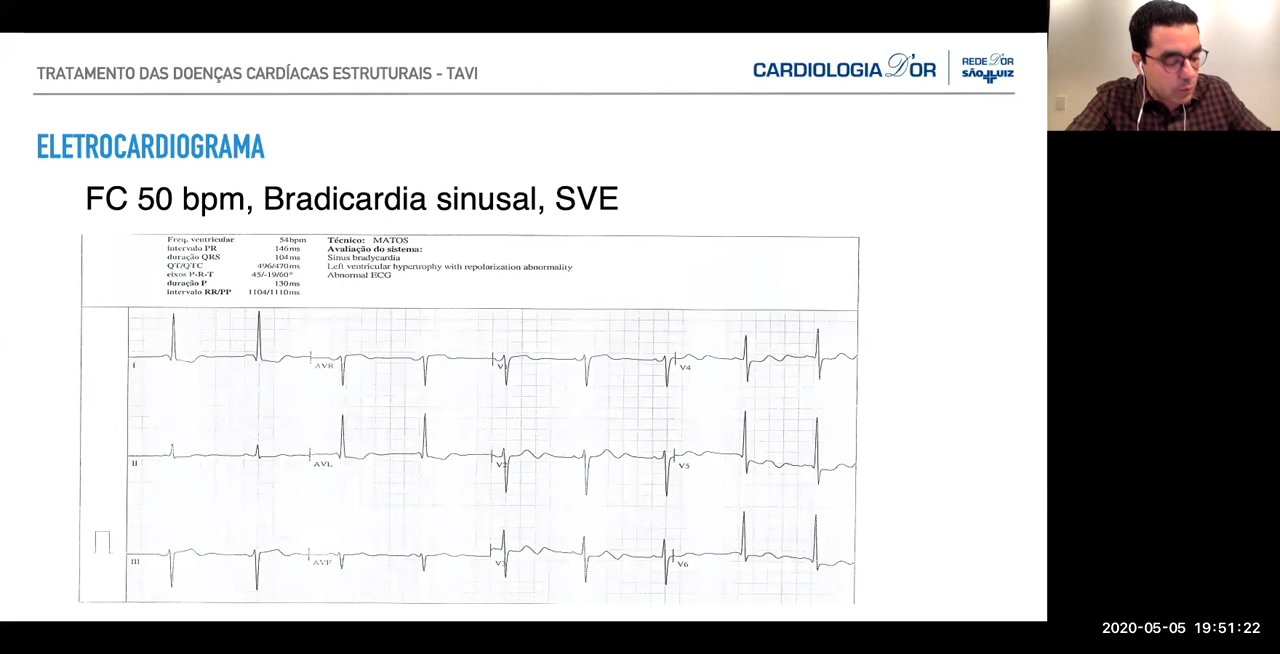 TRATAMENTO DAS DOENÇAS CARDÍACAS ESTRUTURAIS - TAVI
CARDIOLOGIA D'OR
REDE D'OR
SÃO LUIZ
ELETROCARDIOGRAMA
FC 50 bpm, Bradicardia sinusal, SVE
Freq. ventricular 54bpm
intervalo PR 146ms
duração QRS 104ms
QT/QTC 496/470ms
eixos P-R-T 45/-19/60°
duração P 130ms
intervalo RR/PP 1104/1110ms
Técnico: MATOS
Avaliação do sistema:
Sinus bradycardia
Left ventricular hypertrophy with repolarization abnormality
Abnormal ECG
I AVR V1 V4
II AVL V2 V5
III AVF V3 V6
2020-05-05 19:51:22